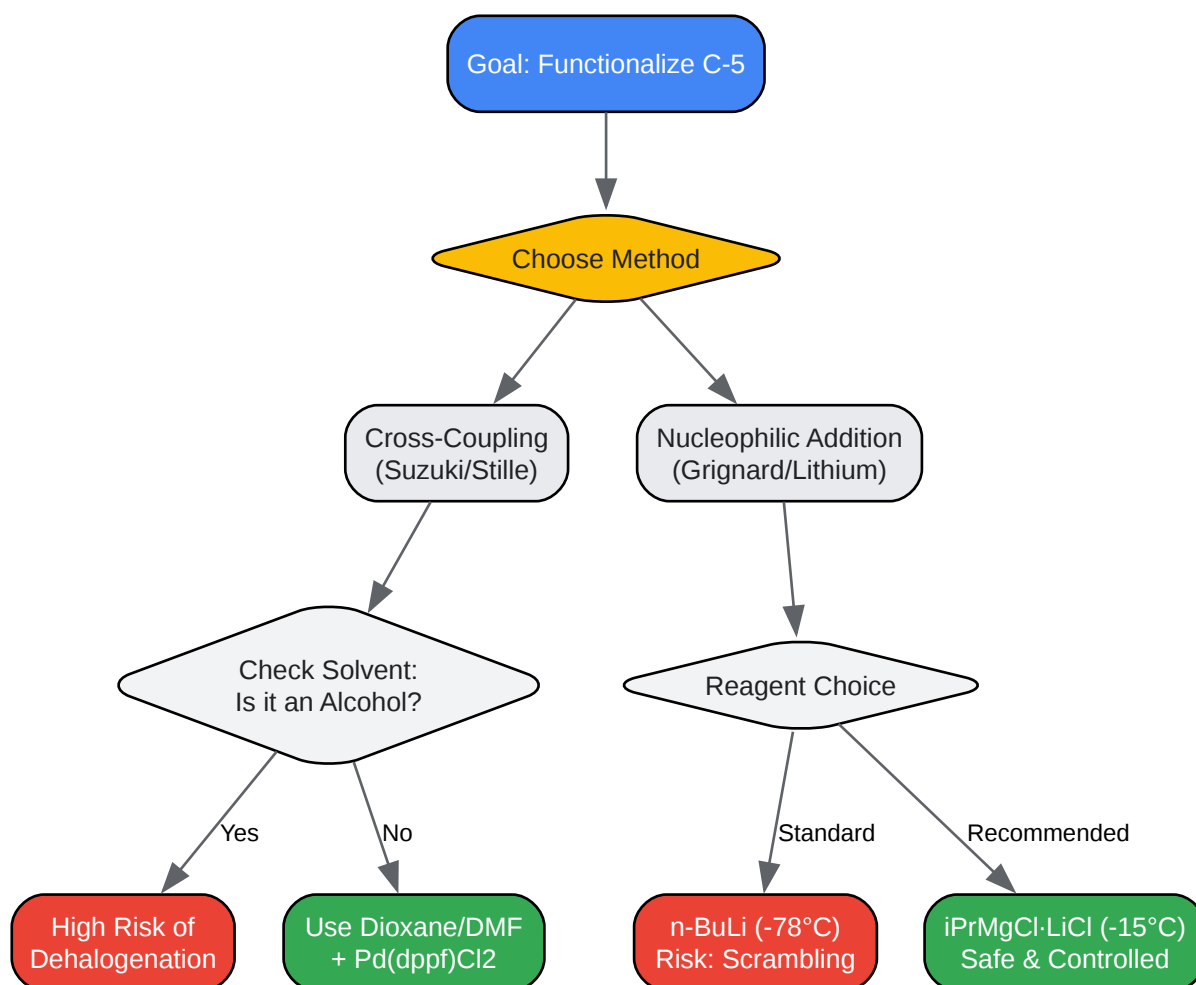 Goal: Functionalize C-5
Choose Method
Cross-Coupling
(Suzuki/Stille)
Nucleophilic Addition
(Grignard/Lithium)
Check Solvent:
Is it an Alcohol?
Reagent Choice
Yes
No
Standard
Recommended
High Risk of
Dehalogenation
Use Dioxane/DMF
+ Pd(dppf)Cl2
n-BuLi (-78°C)
Risk: Scrambling
iPrMgCl·LiCl (-15°C)
Safe & Controlled